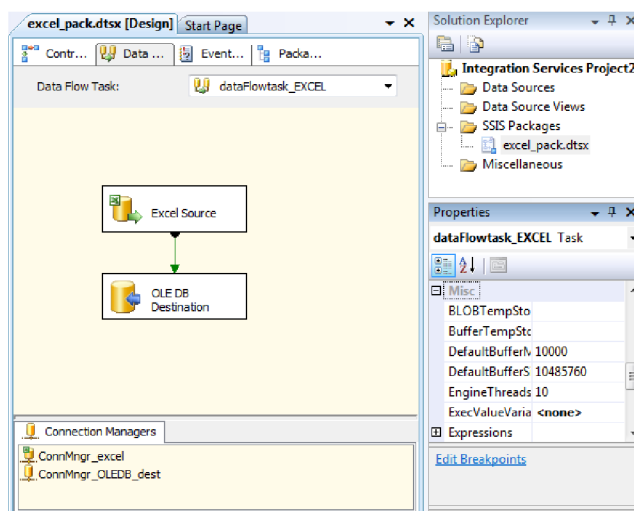 excel_pack.dtsx [Design]
Start Page
Contr...
Data ...
Event...
Packa...
Data Flow Task:
dataFlowtask_EXCEL
Excel Source
OLE DB
Destination
Connection Managers
ConnMngr_excel
ConnMngr_OLEDB_dest
Solution Explorer
Integration Services Project2
Data Sources
Data Source Views
SSIS Packages
excel_pack.dtsx
Miscellaneous
Properties
dataFlowtask_EXCEL Task
Misc
BLOBTempSto
BufferTempStc
DefaultBufferM 10000
DefaultBufferS 10485760
EngineThreads 10
ExecValueVaria <none>
Expressions
Edit Breakpoints